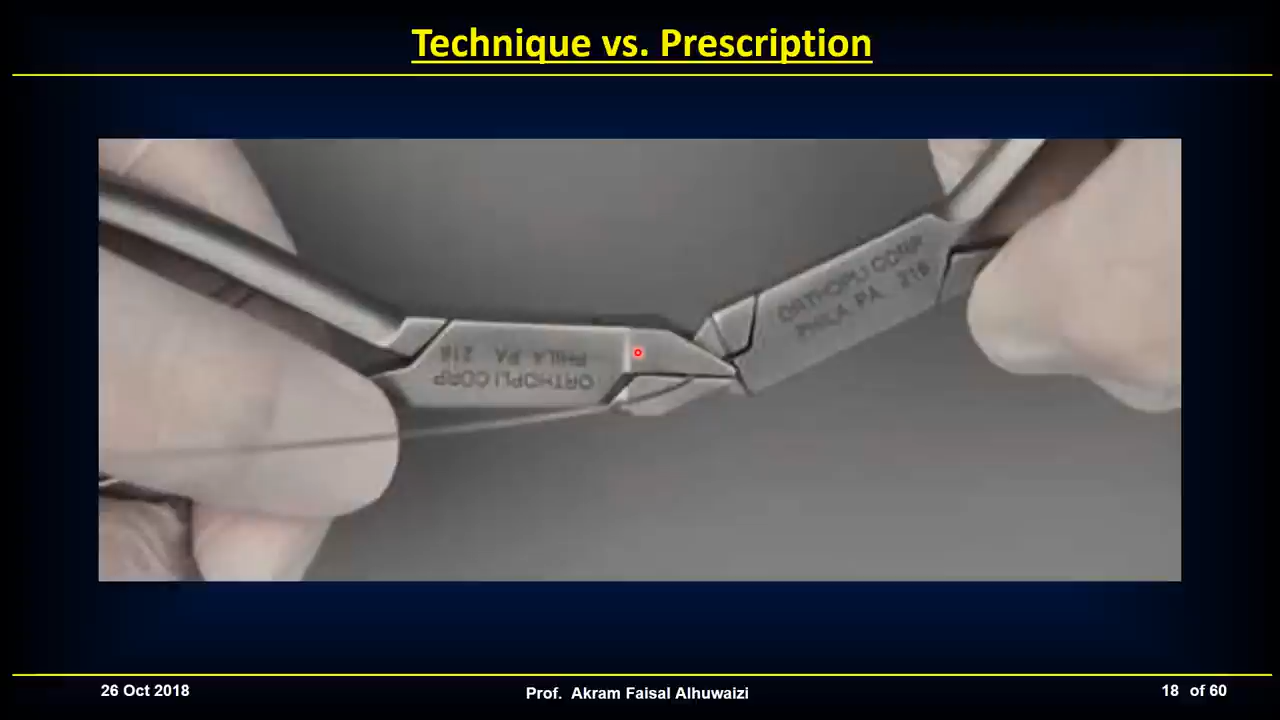 Technique vs. Prescription
ORTHOPLI CORP
PHILA PA 216
ORTHOPLI CORP
PHILA PA 216
26 Oct 2018
Prof. Akram Faisal Alhuwaizi
18 of 60